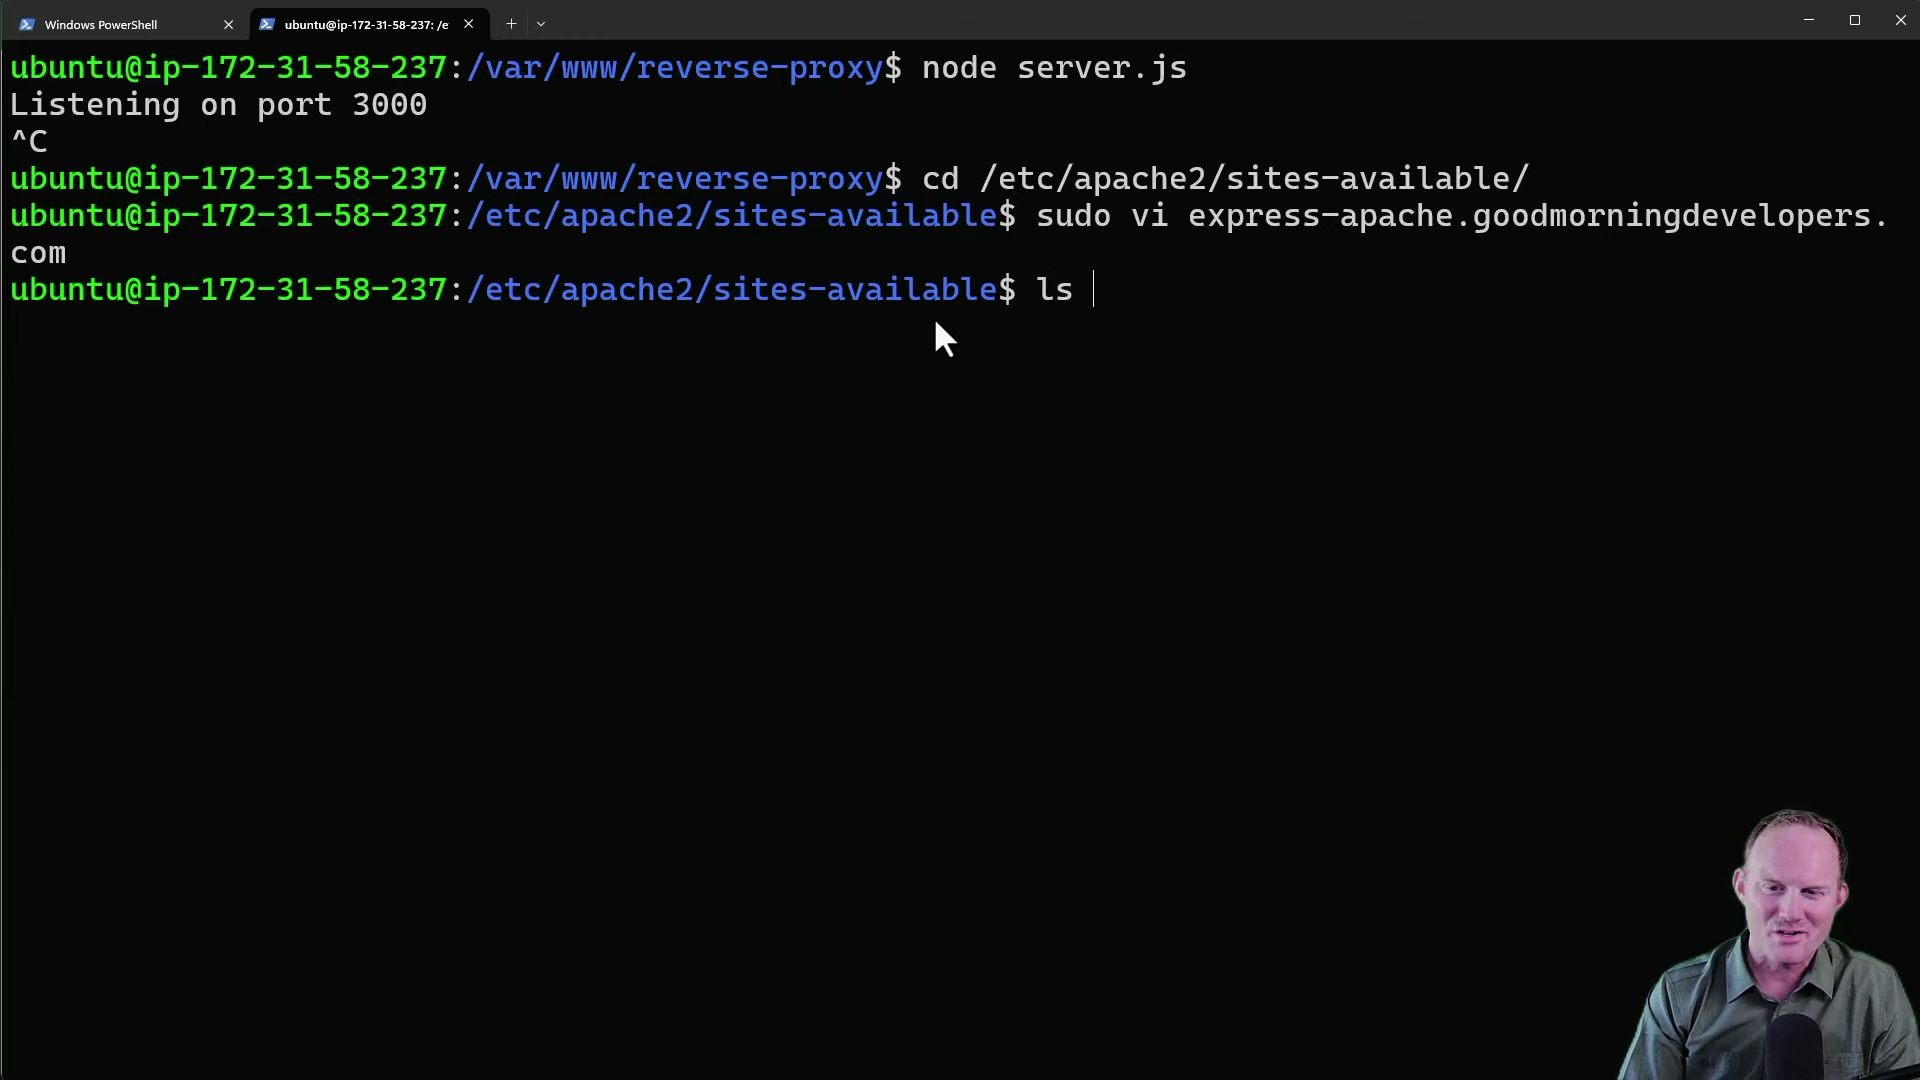 Windows PowerShell
ubuntu@ip-172-31-58-237: /e
ubuntu@ip-172-31-58-237:/var/www/reverse-proxy$ node server.js
Listening on port 3000
^C
ubuntu@ip-172-31-58-237:/var/www/reverse-proxy$ cd /etc/apache2/sites-available/
ubuntu@ip-172-31-58-237:/etc/apache2/sites-available$ sudo vi express-apache.goodmorningdevelopers.
com
ubuntu@ip-172-31-58-237:/etc/apache2/sites-available$ ls